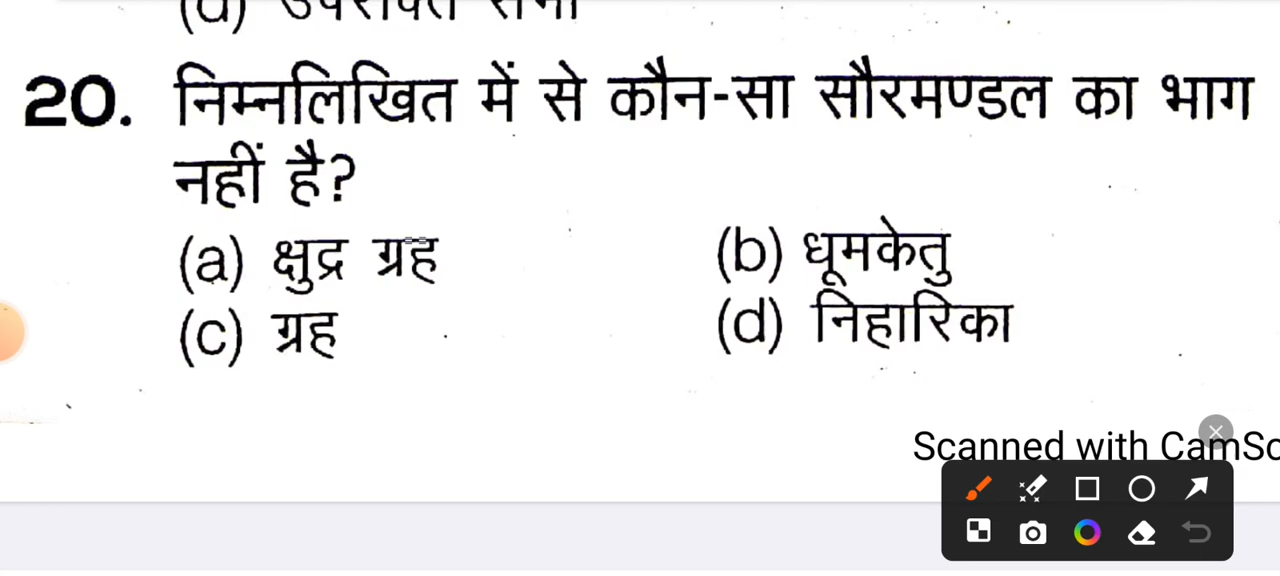 20. निम्नलिखित में से कौन-सा सौरमण्डल का भाग
नहीं है?
(a) क्षुद्र ग्रह (b) धूमकेतु
(c) ग्रह (d) निहारिका
Scanned with CamSc